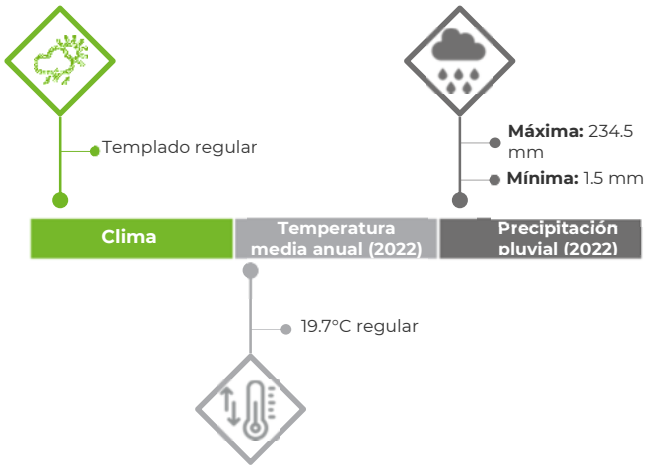 Templado regular
Máxima: 234.5
mm
Mínima: 1.5 mm
Clima
Temperatura
media anual (2022)
Precipitación
pluvial (2022)
19.7°C regular